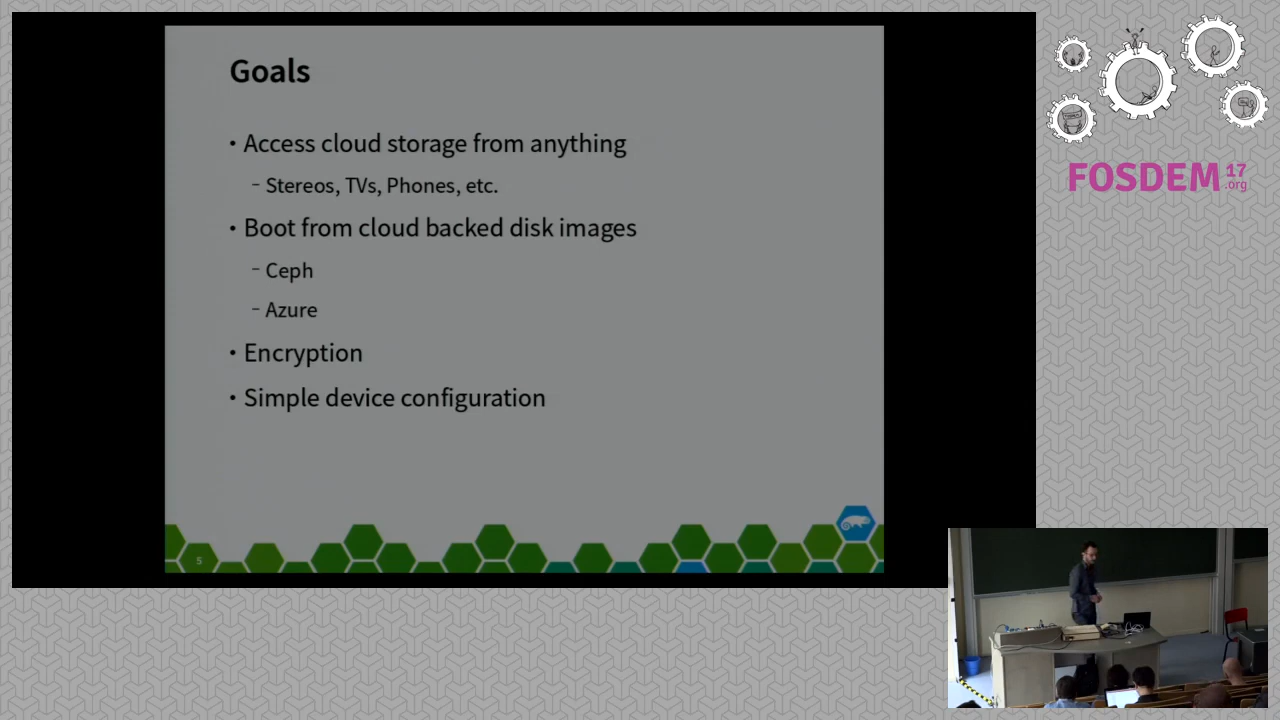 Goals
• Access cloud storage from anything
– Stereos, TVs, Phones, etc.
• Boot from cloud backed disk images
– Ceph
– Azure
• Encryption
• Simple device configuration
5
FOSDEM 17
.org